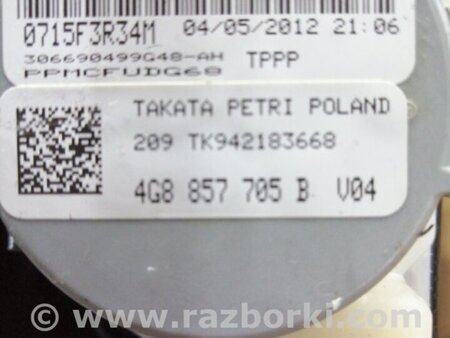 0715F3R34M 04/05/2012 21:06
306690499G48-AH TPPP
PPMCFUDG68
TAKATA PETRI POLAND
209 TK942183668
4G8 857 705 B V04
© www.razborki.com